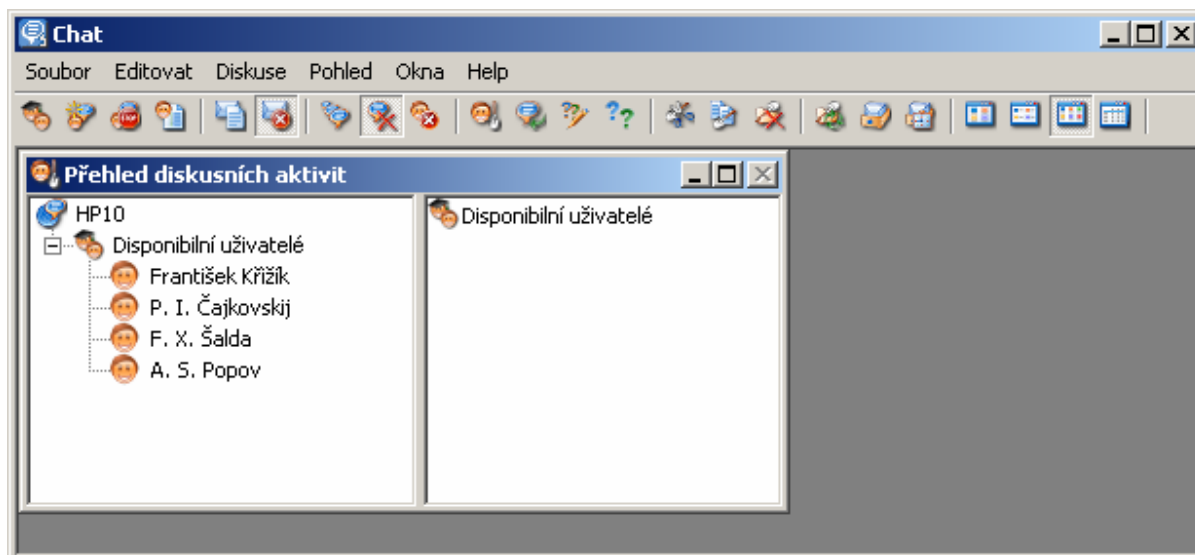 Chat
Soubor Editovat Diskuse Pohled Okna Help
Přehled diskusních aktivit
HP10
Disponibilní uživatelé
František Křižík
P. I. Čajkovskij
F. X. Šalda
A. S. Popov
Disponibilní uživatelé